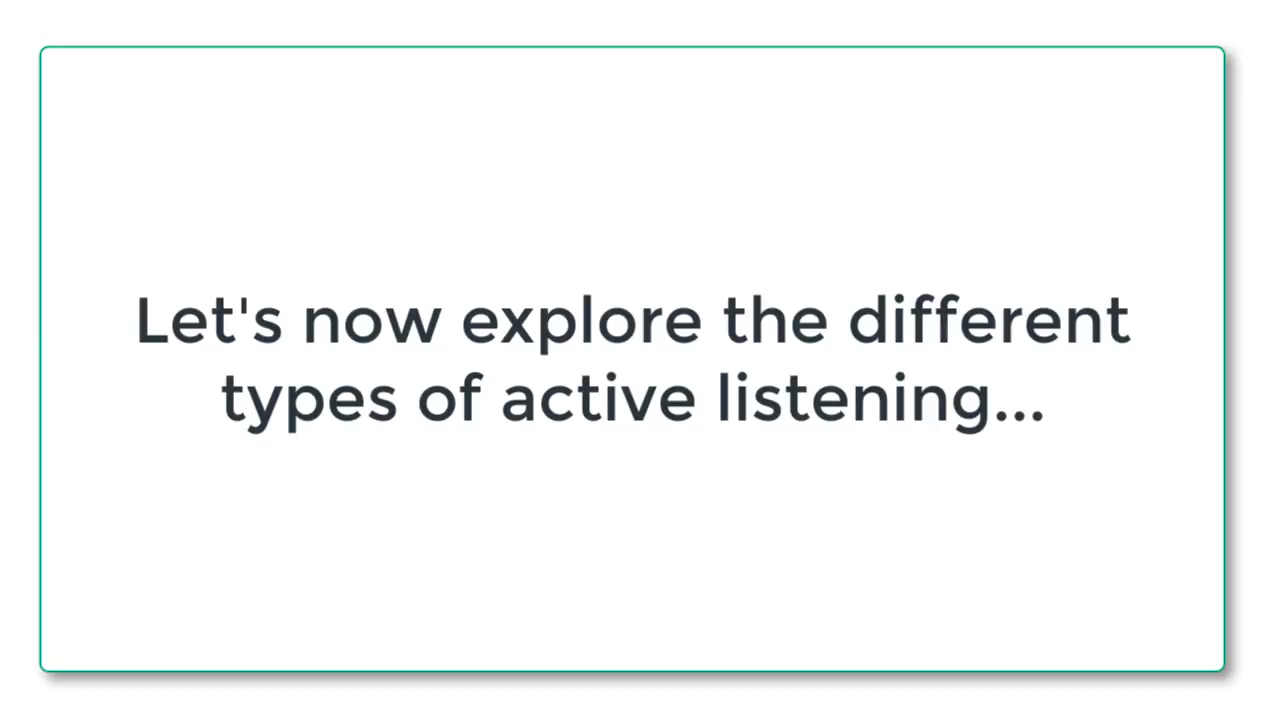 Let's now explore the different
types of active listening...